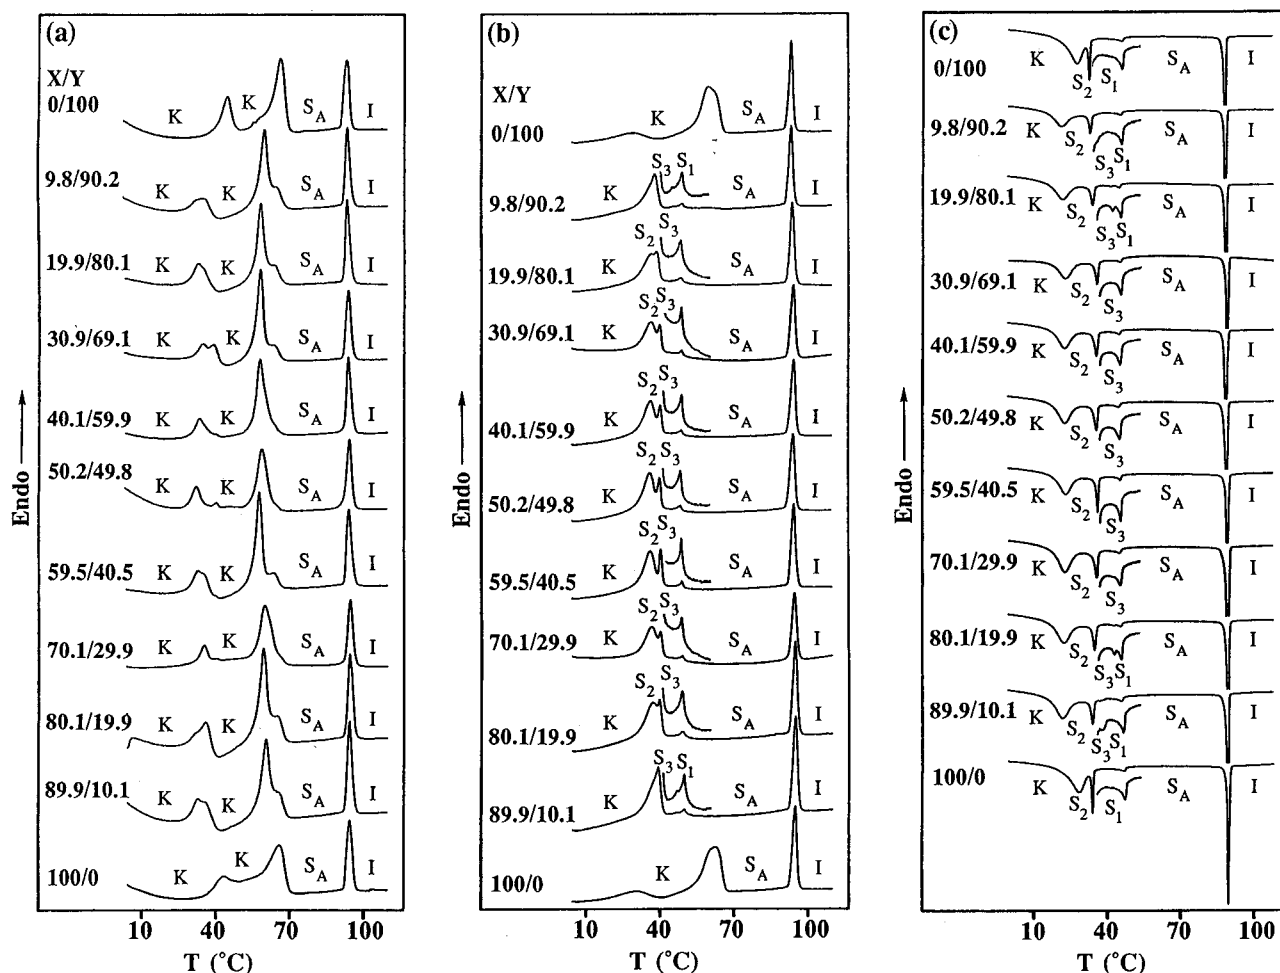 (a)
X/Y
0/100
K
K
S_A
I
9.8/90.2
K
K
S_A
I
19.9/80.1
K
K
S_A
I
30.9/69.1
K
K
S_A
I
40.1/59.9
K
K
S_A
I
50.2/49.8
K
K
S_A
I
59.5/40.5
K
K
S_A
I
70.1/29.9
K
K
S_A
I
80.1/19.9
K
K
S_A
I
89.9/10.1
K
K
S_A
I
100/0
K
K
S_A
I
Endo
10 40 70 100
T (°C)
(b)
X/Y
0/100
K
S_A
I
9.8/90.2
K
S_3
S_1
S_A
I
19.9/80.1
K
S_2
S_3
S_A
I
30.9/69.1
K
S_2
S_3
S_A
I
40.1/59.9
K
S_2
S_3
S_A
I
50.2/49.8
K
S_2
S_3
S_A
I
59.5/40.5
K
S_2
S_3
S_A
I
70.1/29.9
K
S_2
S_3
S_A
I
80.1/19.9
K
S_2
S_3
S_A
I
89.9/10.1
K
S_3
S_1
S_A
I
100/0
K
S_A
I
Endo
10 40 70 100
T (°C)
(c)
0/100
K
S_2
S_1
S_A
I
9.8/90.2
K
S_2
S_3
S_1
S_A
I
19.9/80.1
K
S_2
S_3
S_1
S_A
I
30.9/69.1
K
S_2
S_3
S_A
I
40.1/59.9
K
S_2
S_3
S_A
I
50.2/49.8
K
S_2
S_3
S_A
I
59.5/40.5
K
S_2
S_3
S_A
I
70.1/29.9
K
S_2
S_3
S_A
I
80.1/19.9
K
S_2
S_3
S_1
S_A
I
89.9/10.1
K
S_2
S_3
S_1
S_A
I
100/0
K
S_2
S_1
S_A
I
Endo
10 40 70 100
T (°C)